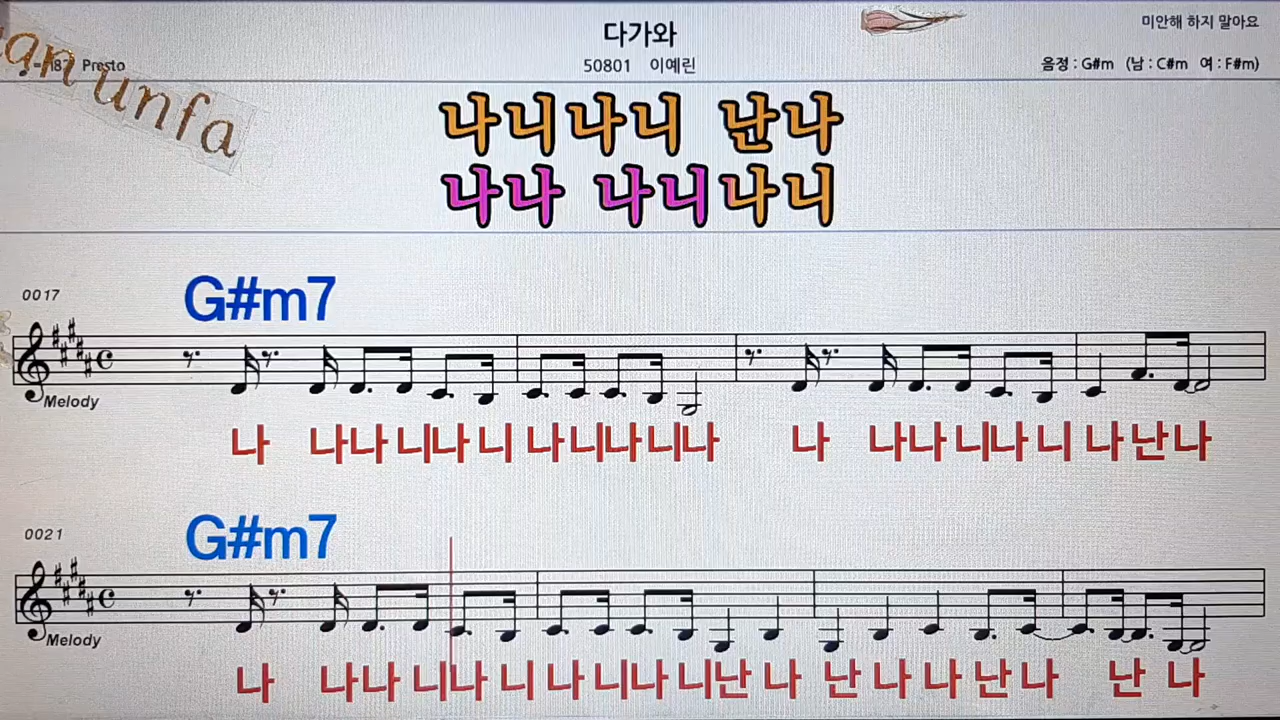 미안해 하지 말아요
다가와
Presto
50801 이예린
음정 : G#m (남 : C#m 여 : F#m)
unfa
나니나니 난나
나나 나니나니
0017
G#m7
Melody
나 나나 니나 니 나 니나 니나 나 나나 니나 니 나 난나
0021
G#m7
Melody
나 나나 니나 니 나 니나 니난 나 난 나 나 난 나 난 나